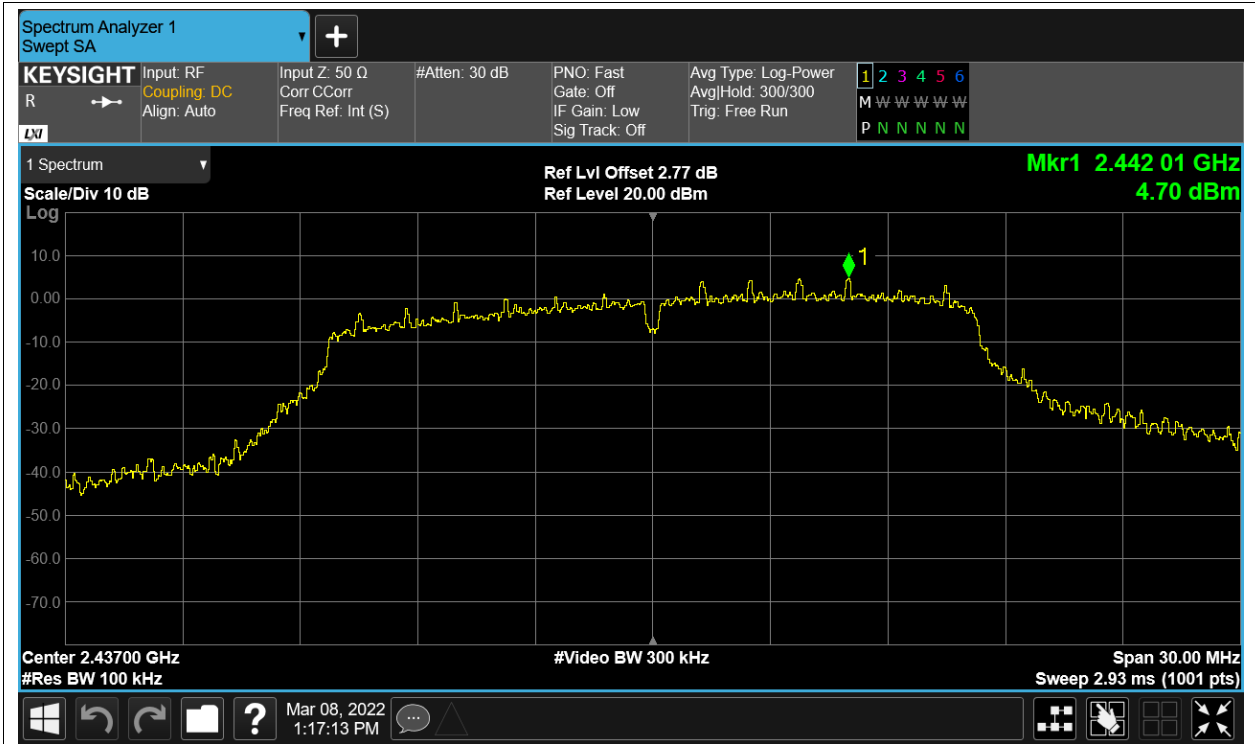 Spectrum Analyzer 1
Swept SA
KEYSIGHT
R
LXI
Input: RF
Coupling: DC
Align: Auto
Input Z: 50 Ω
Corr CCorr
Freq Ref: Int (S)
#Atten: 30 dB
PNO: Fast
Gate: Off
IF Gain: Low
Sig Track: Off
Avg Type: Log-Power
Avg|Hold: 300/300
Trig: Free Run
1 2 3 4 5 6
M W W W W W
P N N N N N
1 Spectrum
Scale/Div 10 dB
Log
Ref Lvl Offset 2.77 dB
Ref Level 20.00 dBm
Mkr1 2.442 01 GHz
4.70 dBm
1
10.0
0.00
-10.0
-20.0
-30.0
-40.0
-50.0
-60.0
-70.0
Center 2.43700 GHz
#Res BW 100 kHz
#Video BW 300 kHz
Span 30.00 MHz
Sweep 2.93 ms (1001 pts)
?
Mar 08, 2022
1:17:13 PM